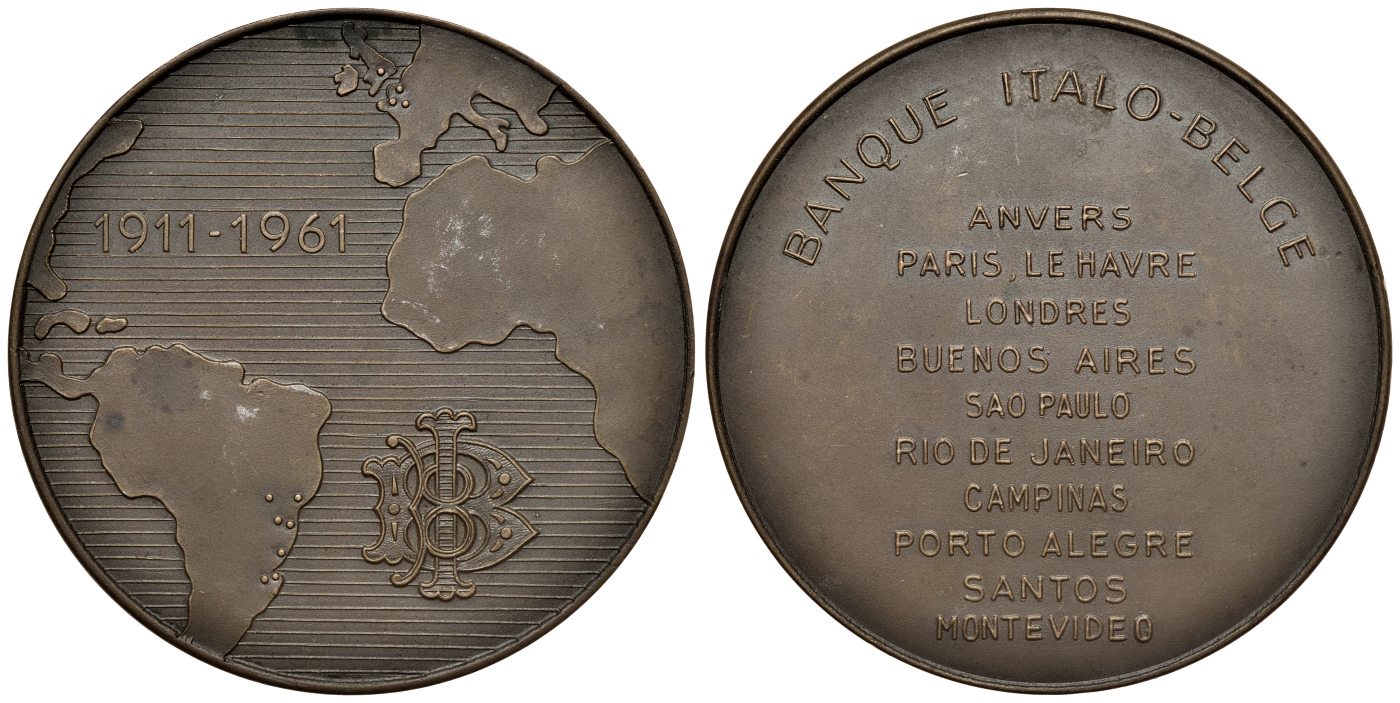 1911-1961
BANQUE ITALO-BELGE
ANVERS
PARIS, LE HAVRE
LONDRES
BUENOS AIRES
SAO PAULO
RIO DE JANEIRO
CAMPINAS
PORTO ALEGRE
SANTOS
MONTEVIDEO